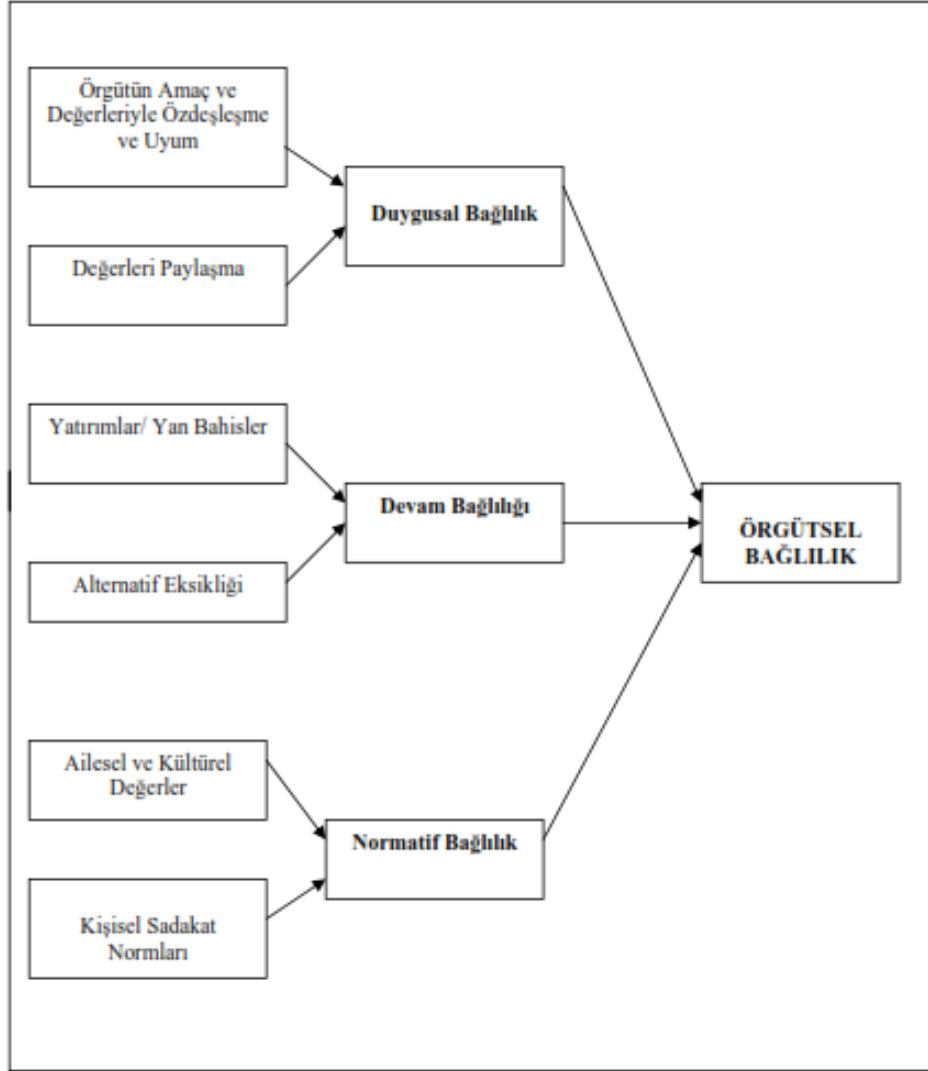 Örgütün Amaç ve
Değerleriyle Özdeşleşme
ve Uyum
Duygusal Bağlılık
Değerleri Paylaşma
Yatırımlar/ Yan Bahisler
Devam Bağlılığı
ÖRGÜTSEL
BAĞLILIK
Alternatif Eksikliği
Ailesel ve Kültürel
Değerler
Normatif Bağlılık
Kişisel Sadakat
Normları